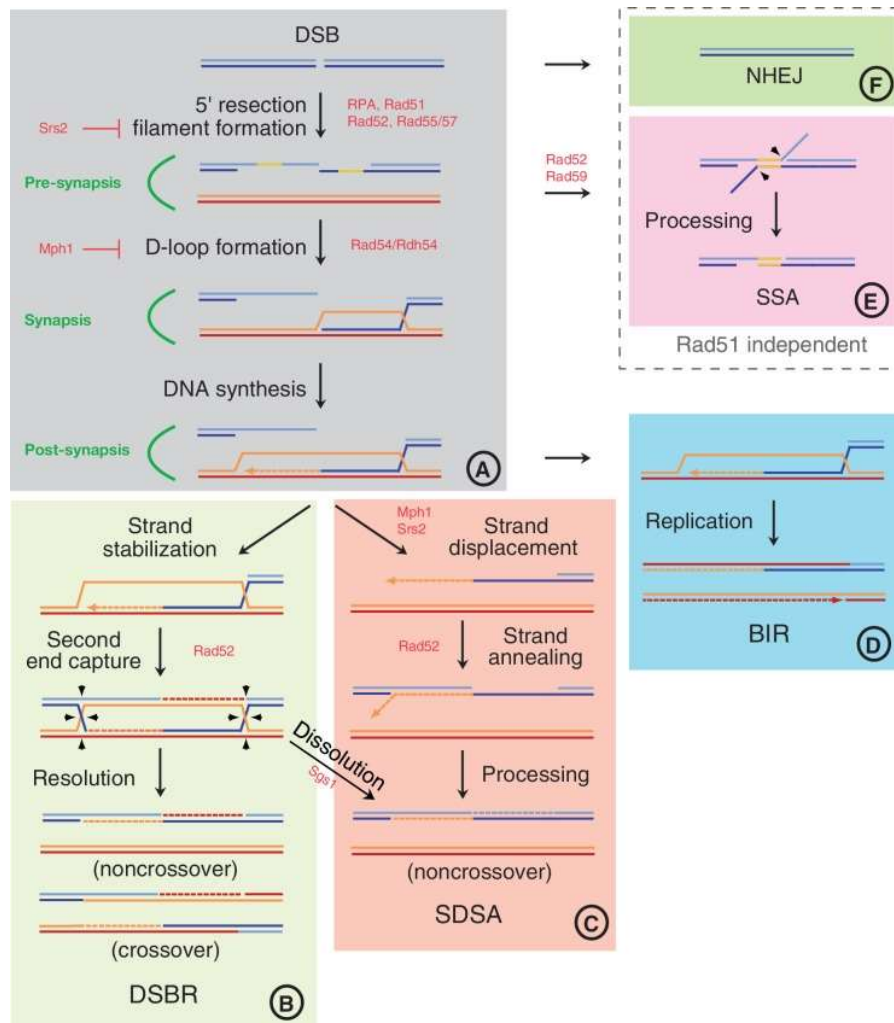 DSB
5' resection
filament formation
RPA, Rad51
Rad52, Rad55/57
Srs2
Pre-synapsis
Mph1
D-loop formation
Rad54/Rdh54
Synapsis
DNA synthesis
Post-synapsis
A
NHEJ
F
Rad52
Rad59
Processing
SSA
E
Rad51 independent
Replication
BIR
D
Strand
stabilization
Second
end capture
Rad52
Resolution
(noncrossover)
(crossover)
DSBR
B
Dissolution
Sgs1
Mph1
Srs2
Strand
displacement
Rad52
Strand
annealing
Processing
(noncrossover)
SDSA
C